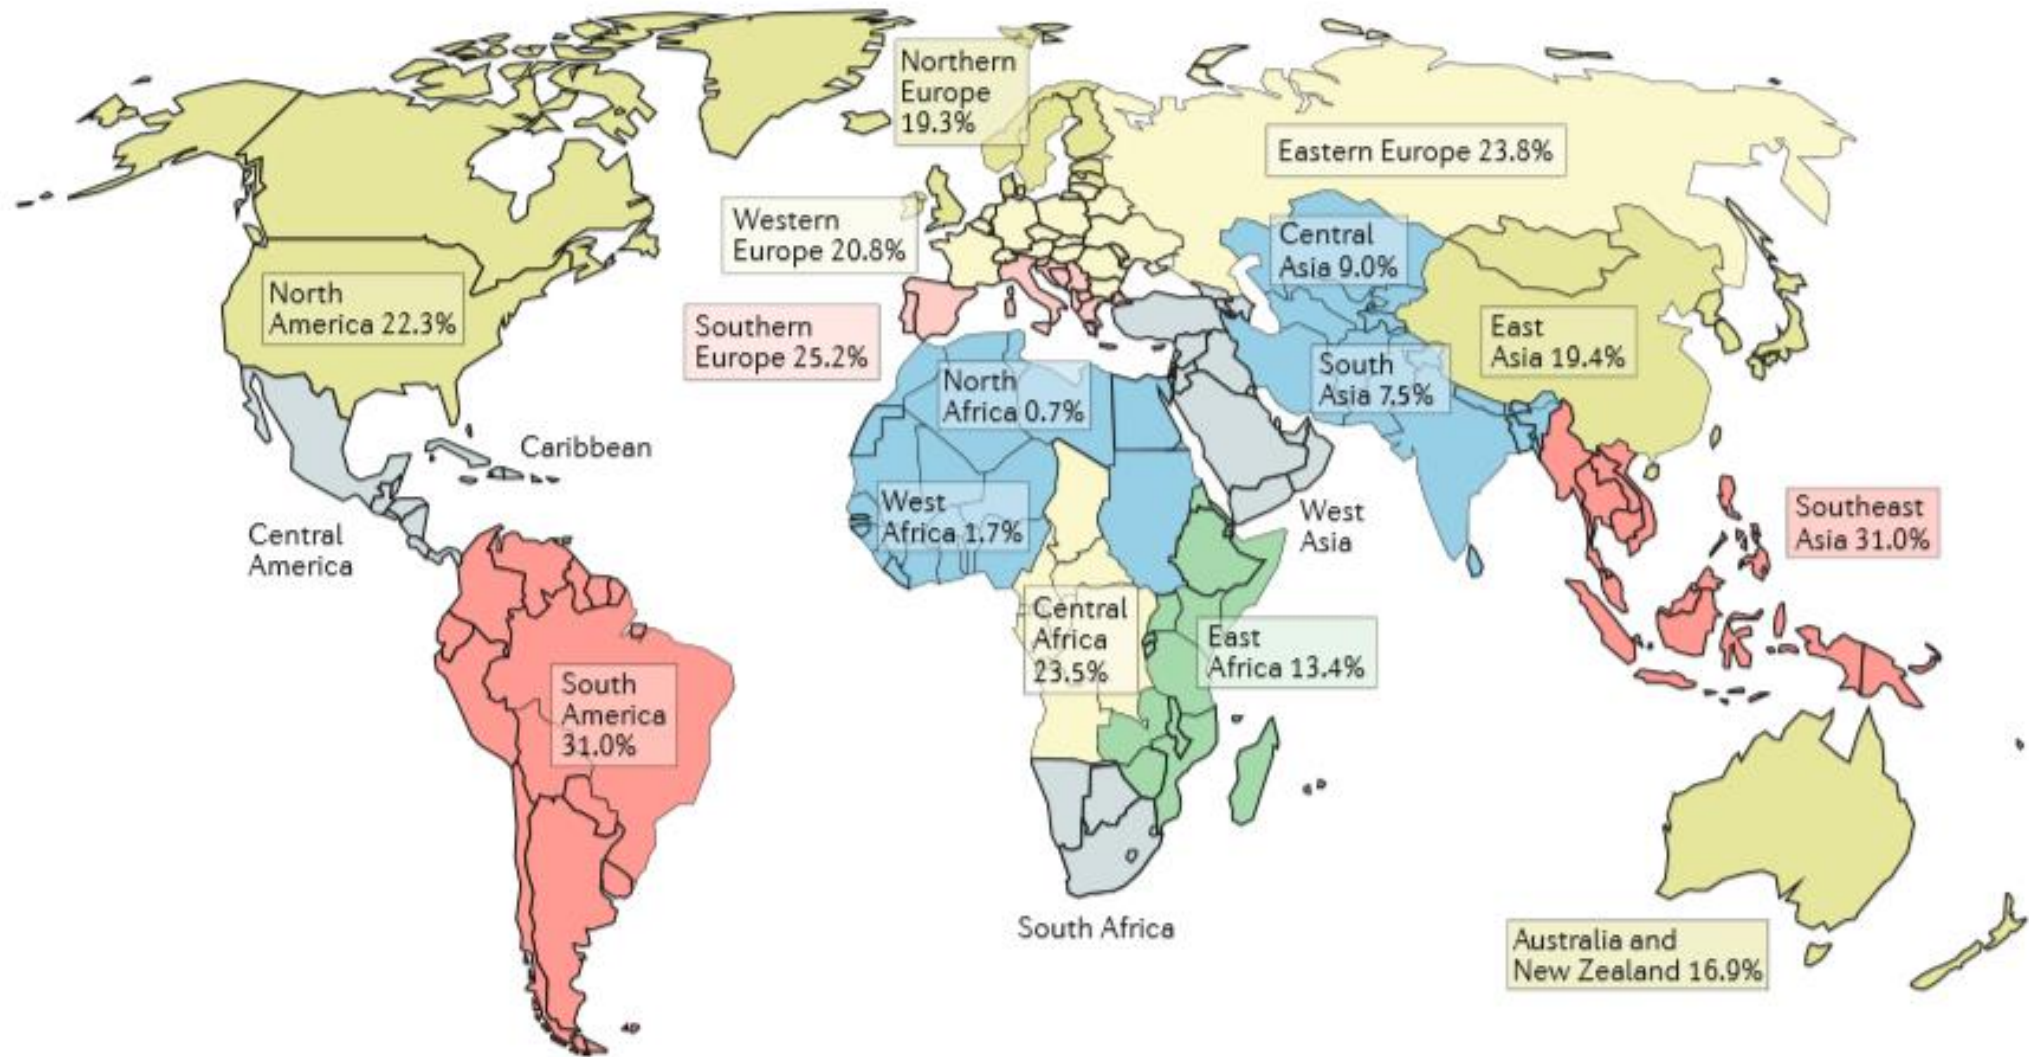 Northern
Europe
19.3%
Eastern Europe 23.8%
Western
Europe 20.8%
Central
Asia 9.0%
North
America 22.3%
Southern
Europe 25.2%
East
Asia 19.4%
South
Asia 7.5%
North
Africa 0.7%
Caribbean
West
Africa 1.7%
West
Asia
Southeast
Asia 31.0%
Central
America
Central
Africa
23.5%
East
Africa 13.4%
South
America
31.0%
South Africa
Australia and
New Zealand 16.9%